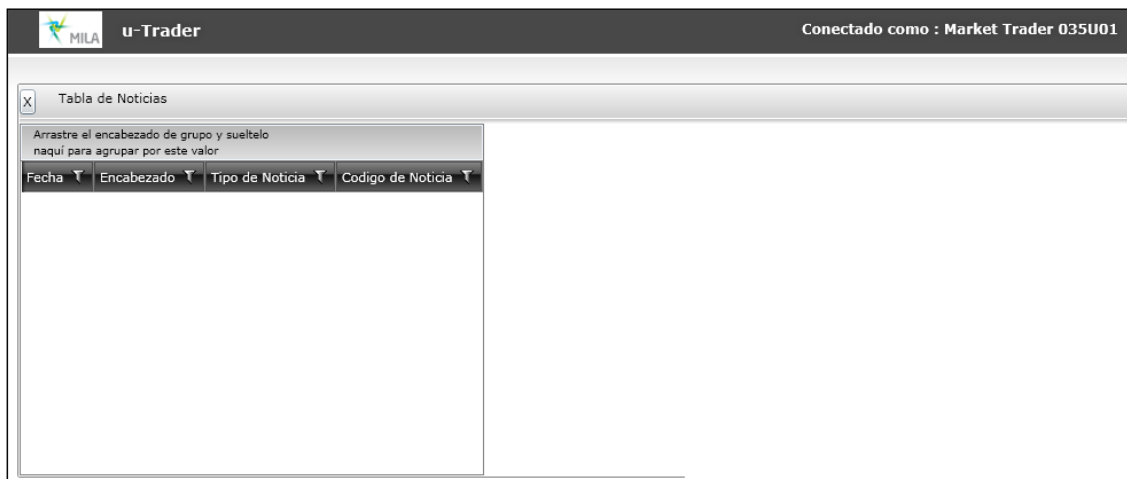 MILA u-Trader Conectado como : Market Trader 035U01
X Tabla de Noticias
Arrastre el encabezado de grupo y sueltelo
naquí para agrupar por este valor
Fecha Encabezado Tipo de Noticia Codigo de Noticia